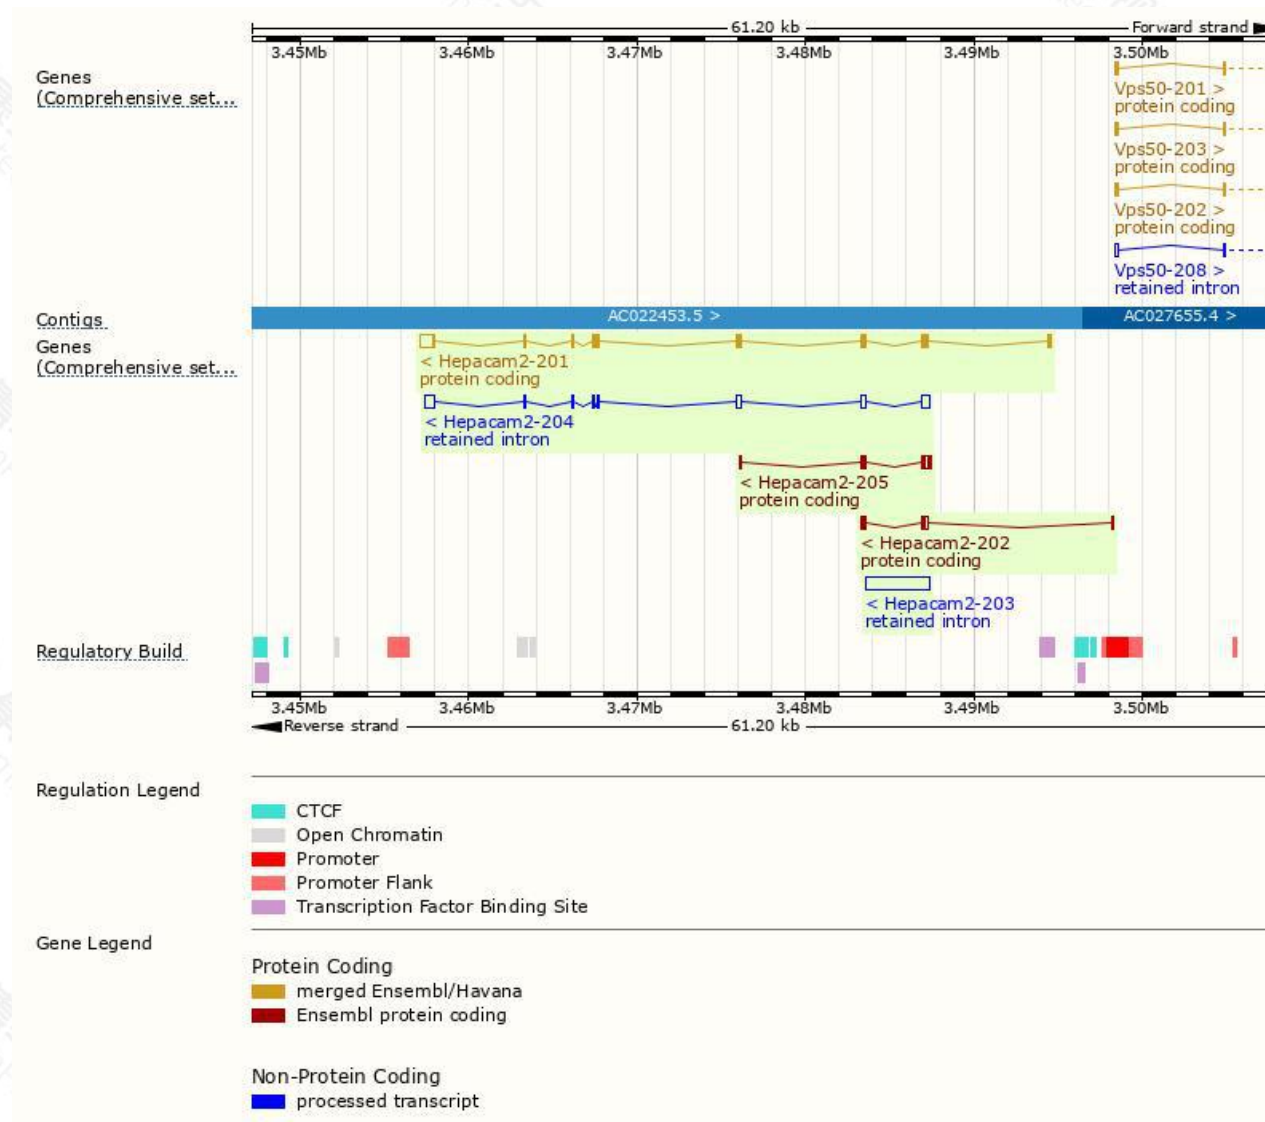 61.20 kb
Forward strand
3.45Mb 3.46Mb 3.47Mb 3.48Mb 3.49Mb 3.50Mb
Genes
(Comprehensive set...
Vps50-201 >
protein coding
Vps50-203 >
protein coding
Vps50-202 >
protein coding
Vps50-208 >
retained intron
Contigs
AC022453.5 > AC027655.4 >
Genes
(Comprehensive set...
< Hepacam2-201
protein coding
< Hepacam2-204
retained intron
< Hepacam2-205
protein coding
< Hepacam2-202
protein coding
< Hepacam2-203
retained intron
Regulatory Build
3.45Mb 3.46Mb 3.47Mb 3.48Mb 3.49Mb 3.50Mb
Reverse strand 61.20 kb
Regulation Legend
CTCF
Open Chromatin
Promoter
Promoter Flank
Transcription Factor Binding Site
Gene Legend
Protein Coding
merged Ensembl/Havana
Ensembl protein coding
Non-Protein Coding
processed transcript